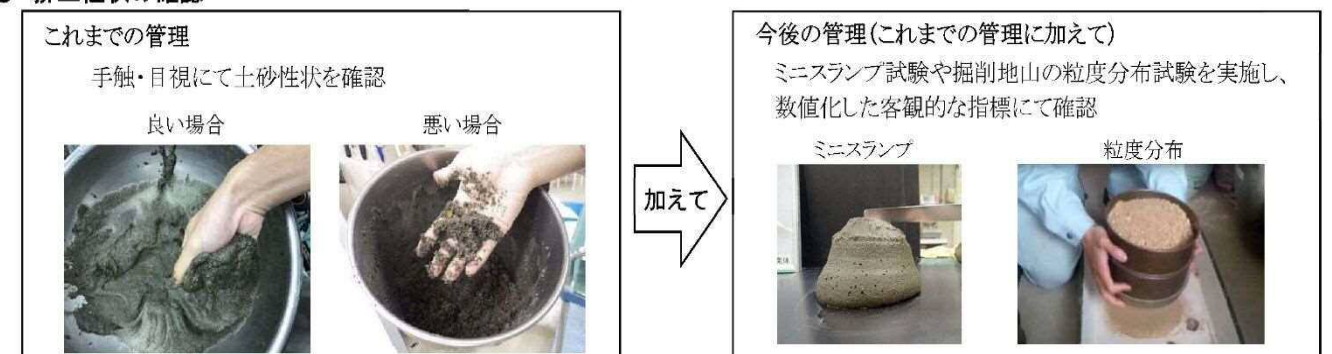 これまでの管理
手触・目視にて土砂性状を確認
良い場合
悪い場合
加えて
今後の管理(これまでの管理に加えて)
ミニスランプ試験や掘削地山の粒度分布試験を実施し、
数値化した客観的な指標にて確認
ミニスランプ
粒度分布